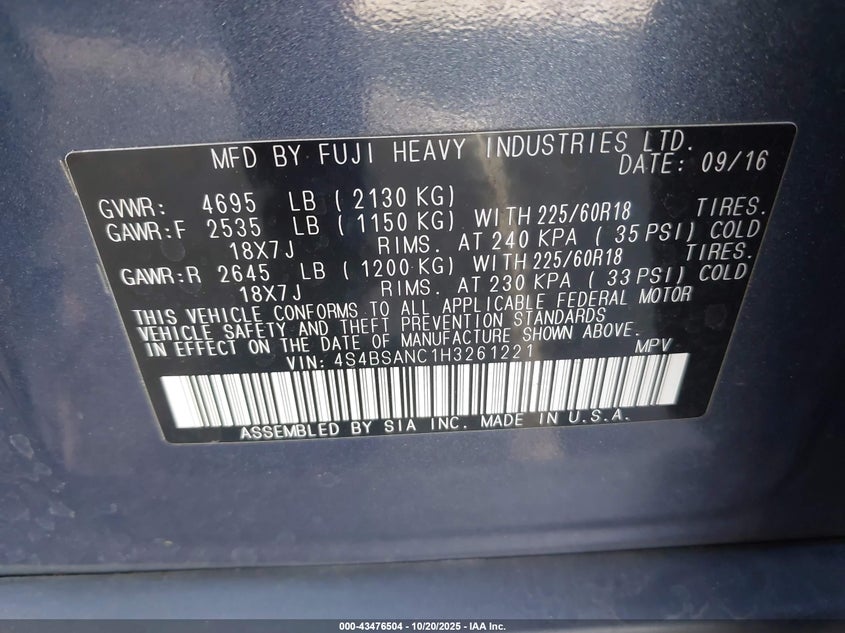 MFD BY FUJI HEAVY INDUSTRIES LTD.
DATE: 09/16
GVWR: 4695 LB ( 2130 KG)
GAWR:F 2535 LB ( 1150 KG) WITH 225/60R18 TIRES.
18X7J RIMS. AT 240 KPA ( 35 PSI) COLD
GAWR:R 2645 LB ( 1200 KG) WITH 225/60R18 TIRES.
18X7J RIMS. AT 230 KPA ( 33 PSI) COLD
THIS VEHICLE CONFORMS TO ALL APPLICABLE FEDERAL MOTOR
VEHICLE SAFETY AND THEFT PREVENTION STANDARDS
IN EFFECT ON THE DATE OF MANUFACTURE SHOWN ABOVE.
VIN: 4S4BSANC1H3261221 MPV
ASSEMBLED BY SIA INC. MADE IN U.S.A.
000-43476504 - 10/20/2025 - IAA Inc.